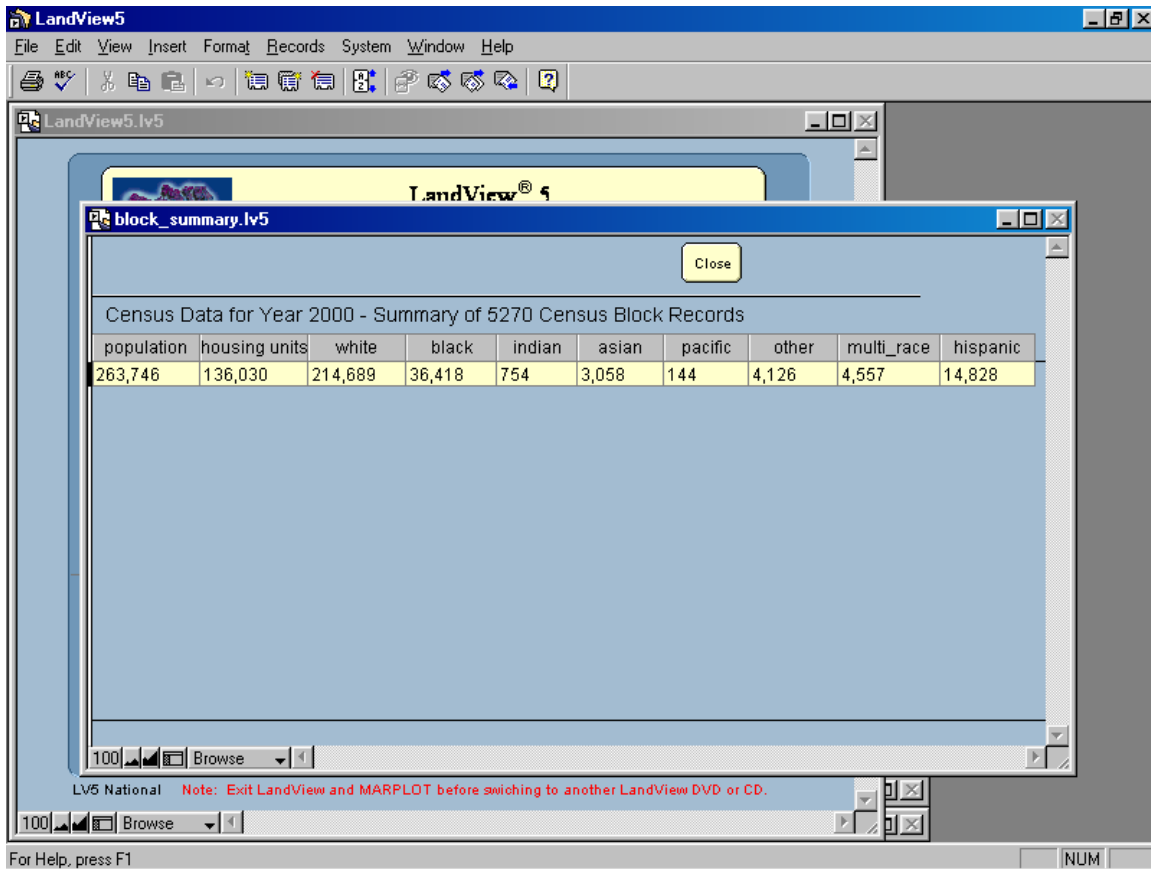 LandView5
File Edit View Insert Format Records System Window Help
ABC
LandView5.lv5
LandView® 5
block_summary.lv5
Close
Census Data for Year 2000 - Summary of 5270 Census Block Records
population housing units white black indian asian pacific other multi_race hispanic
263,746 136,030 214,689 36,418 754 3,058 144 4,126 4,557 14,828
100 Browse
LV5 National Note: Exit LandView and MARPLOT before swiching to another LandView DVD or CD.
100 Browse
For Help, press F1 NUM